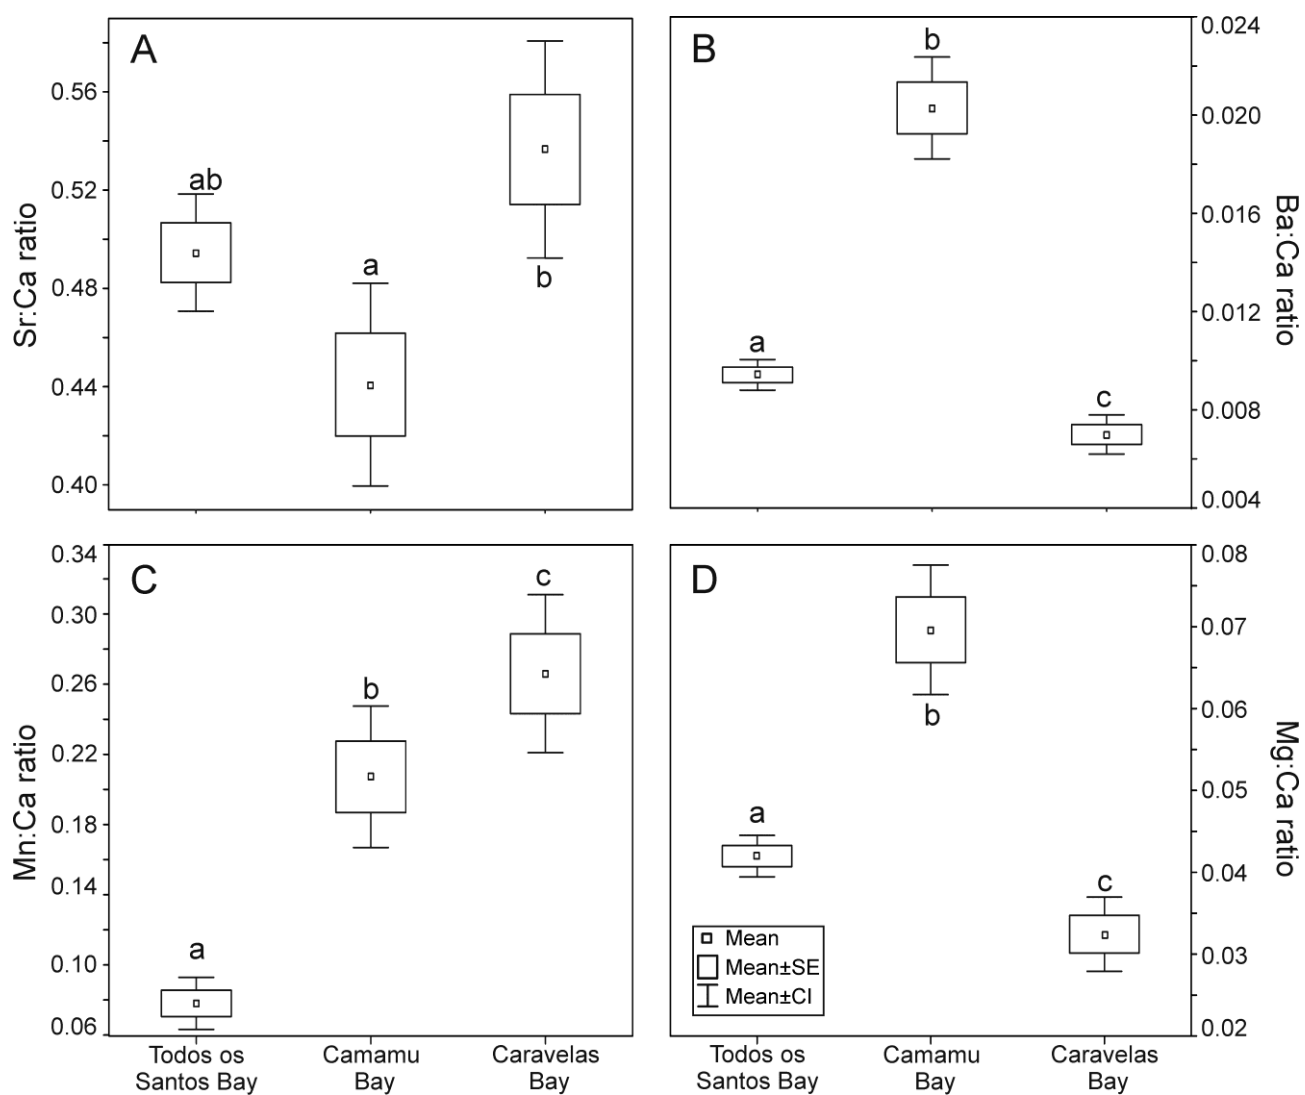 A
0.56
0.52
0.48
0.44
0.40
Sr:Ca ratio
ab
a
b
B
0.024
0.020
0.016
0.012
0.008
0.004
Ba:Ca ratio
a
b
c
C
0.34
0.30
0.26
0.22
0.18
0.14
0.10
0.06
Mn:Ca ratio
a
b
c
Todos os
Santos Bay
Camamu
Bay
Caravelas
Bay
D
0.08
0.07
0.06
0.05
0.04
0.03
0.02
Mg:Ca ratio
a
b
c
Mean
Mean±SE
Mean±CI
Todos os
Santos Bay
Camamu
Bay
Caravelas
Bay